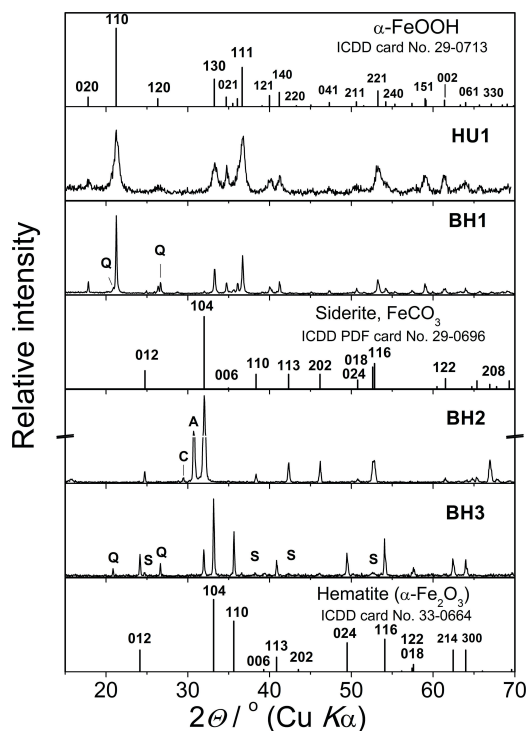 110
α-FeOOH
ICDD card No. 29-0713
111
130
140
002
020
120
021
121
220
041
211
221
240
151
061
330
HU1
BH1
Q
Q
104
Siderite, FeCO3
ICDD PDF card No. 29-0696
012
006
110
113
202
018
024
116
122
208
A
C
BH2
BH3
Q
S
Q
S
S
S
104
Hematite (α-Fe2O3)
ICDD card No. 33-0664
012
110
006
113
202
024
116
122
018
214
300
20
30
40
50
60
70
2Θ / ° (Cu Kα)
Relative intensity